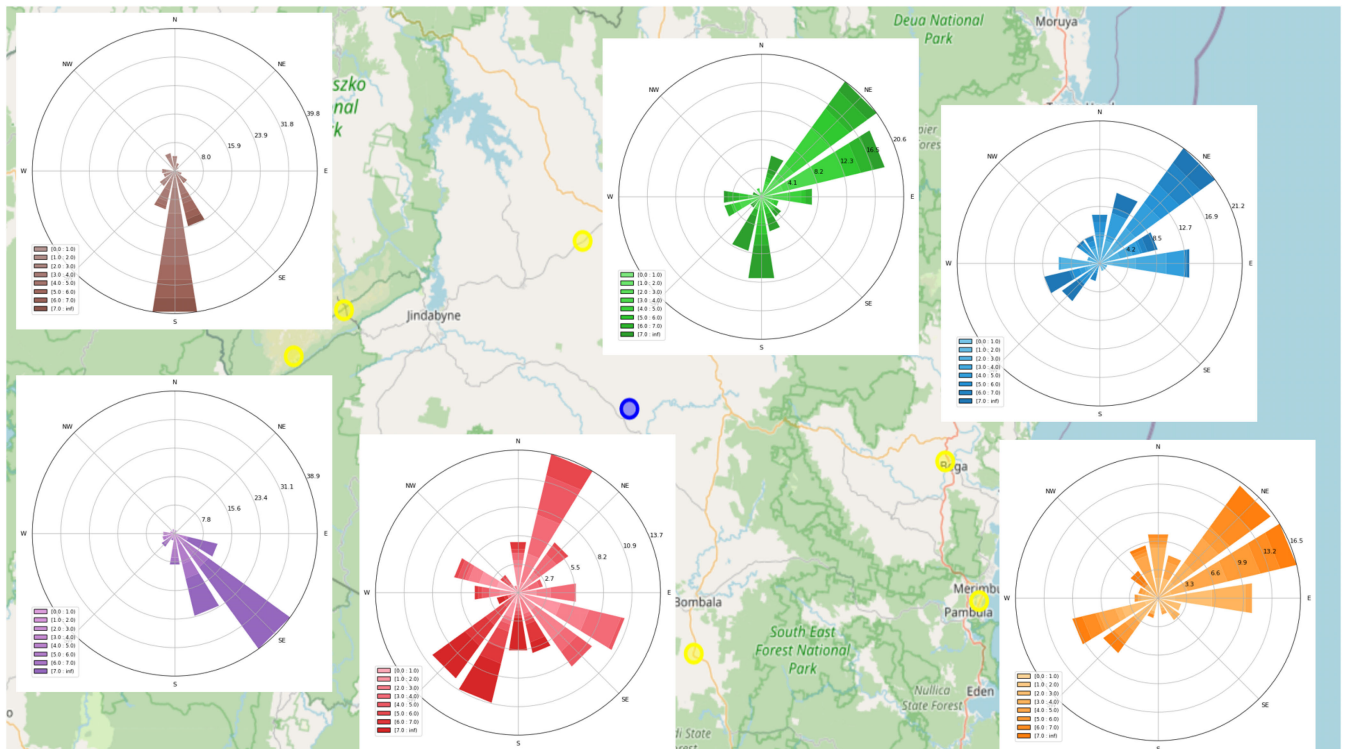 N
NW
NE
W
E
SE
S
8.0
15.9
23.9
31.8
39.8
[0.0 : 1.0)
[1.0 : 2.0)
[2.0 : 3.0)
[3.0 : 4.0)
[4.0 : 5.0)
[5.0 : 6.0)
[6.0 : 7.0)
[7.0 : inf)
szko
nal
k
Jindabyne
N
NW
NE
W
E
SE
S
4.1
8.2
12.3
16.5
20.6
[0.0 : 1.0)
[1.0 : 2.0)
[2.0 : 3.0)
[3.0 : 4.0)
[4.0 : 5.0)
[5.0 : 6.0)
[6.0 : 7.0)
[7.0 : inf)
Deua National
Park
Moruya
N
NW
NE
W
E
SE
S
4.2
8.5
12.7
16.9
21.2
[0.0 : 1.0)
[1.0 : 2.0)
[2.0 : 3.0)
[3.0 : 4.0)
[4.0 : 5.0)
[5.0 : 6.0)
[6.0 : 7.0)
[7.0 : inf)
N
NW
NE
W
E
SE
S
7.8
15.6
23.4
31.1
38.9
[0.0 : 1.0)
[1.0 : 2.0)
[2.0 : 3.0)
[3.0 : 4.0)
[4.0 : 5.0)
[5.0 : 6.0)
[6.0 : 7.0)
[7.0 : inf)
N
NW
NE
W
E
SE
S
2.7
5.5
8.2
10.9
13.7
[0.0 : 1.0)
[1.0 : 2.0)
[2.0 : 3.0)
[3.0 : 4.0)
[4.0 : 5.0)
[5.0 : 6.0)
[6.0 : 7.0)
[7.0 : inf)
Bega
Bombala
Merimbu
Pambula
South East
Forest National
Park
Nullica
State Forest
Eden
di State
N
NW
NE
W
E
SE
S
3.3
6.6
9.9
13.2
16.5
[0.0 : 1.0)
[1.0 : 2.0)
[2.0 : 3.0)
[3.0 : 4.0)
[4.0 : 5.0)
[5.0 : 6.0)
[6.0 : 7.0)
[7.0 : inf)